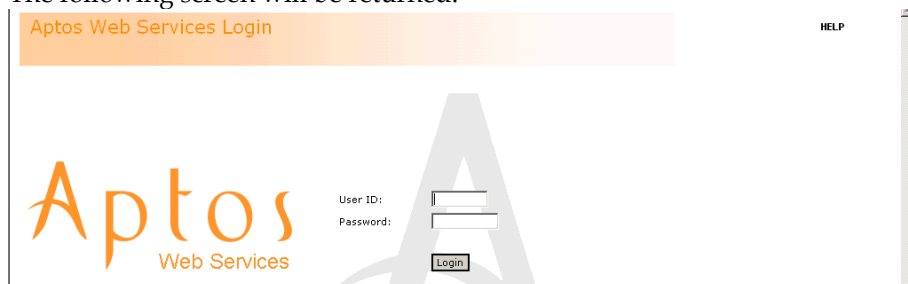 The following screen will be returned:
Aptos Web Services Login
HELP
Aptos
Web Services
User ID:
Password:
Login